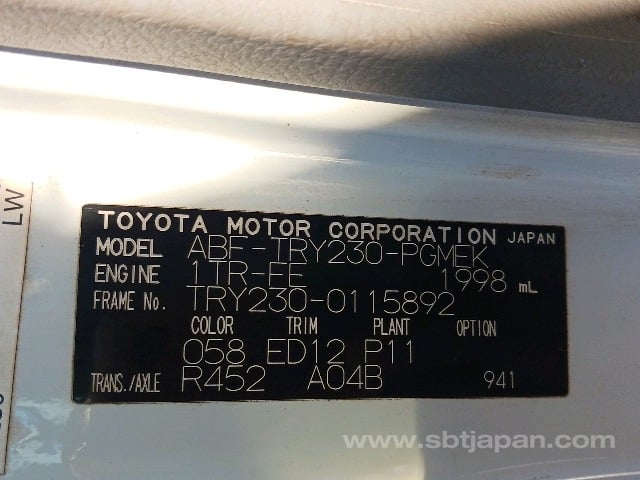 LW
TOYOTA MOTOR CORPORATION JAPAN
MODEL ABF-TRY230-PGMEK
ENGINE 1TR-FE 1998 mL
FRAME No. TRY230-0115892
COLOR TRIM PLANT OPTION
058 ED12 P11
TRANS./AXLE R452 A04B 941
www.sbtjapan.com